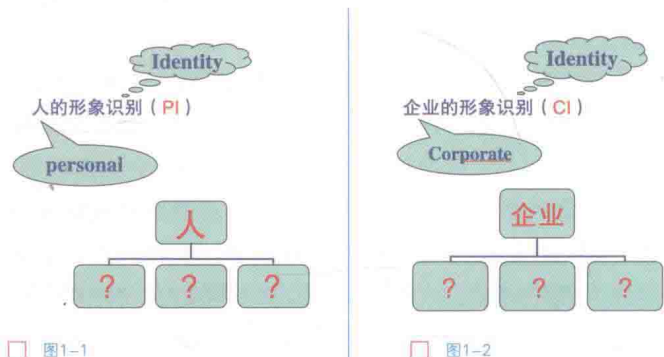 Identity
人的形象识别（PI）
personal
人
? ? ?
图1-1
Identity
企业的形象识别（CI）
Corporate
企业
? ? ?
图1-2